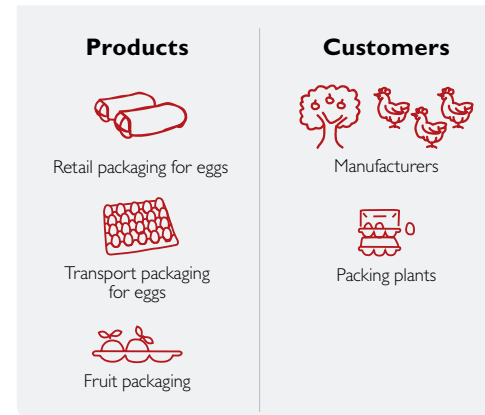 Products
Retail packaging for eggs
Transport packaging
for eggs
Fruit packaging
Customers
Manufacturers
Packing plants